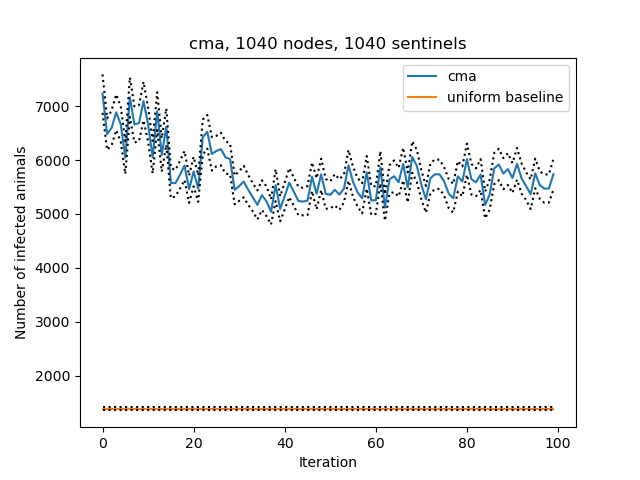 cma, 1040 nodes, 1040 sentinels
cma
uniform baseline
7000
6000
5000
4000
3000
2000
Number of infected animals
0
20
40
60
80
100
Iteration